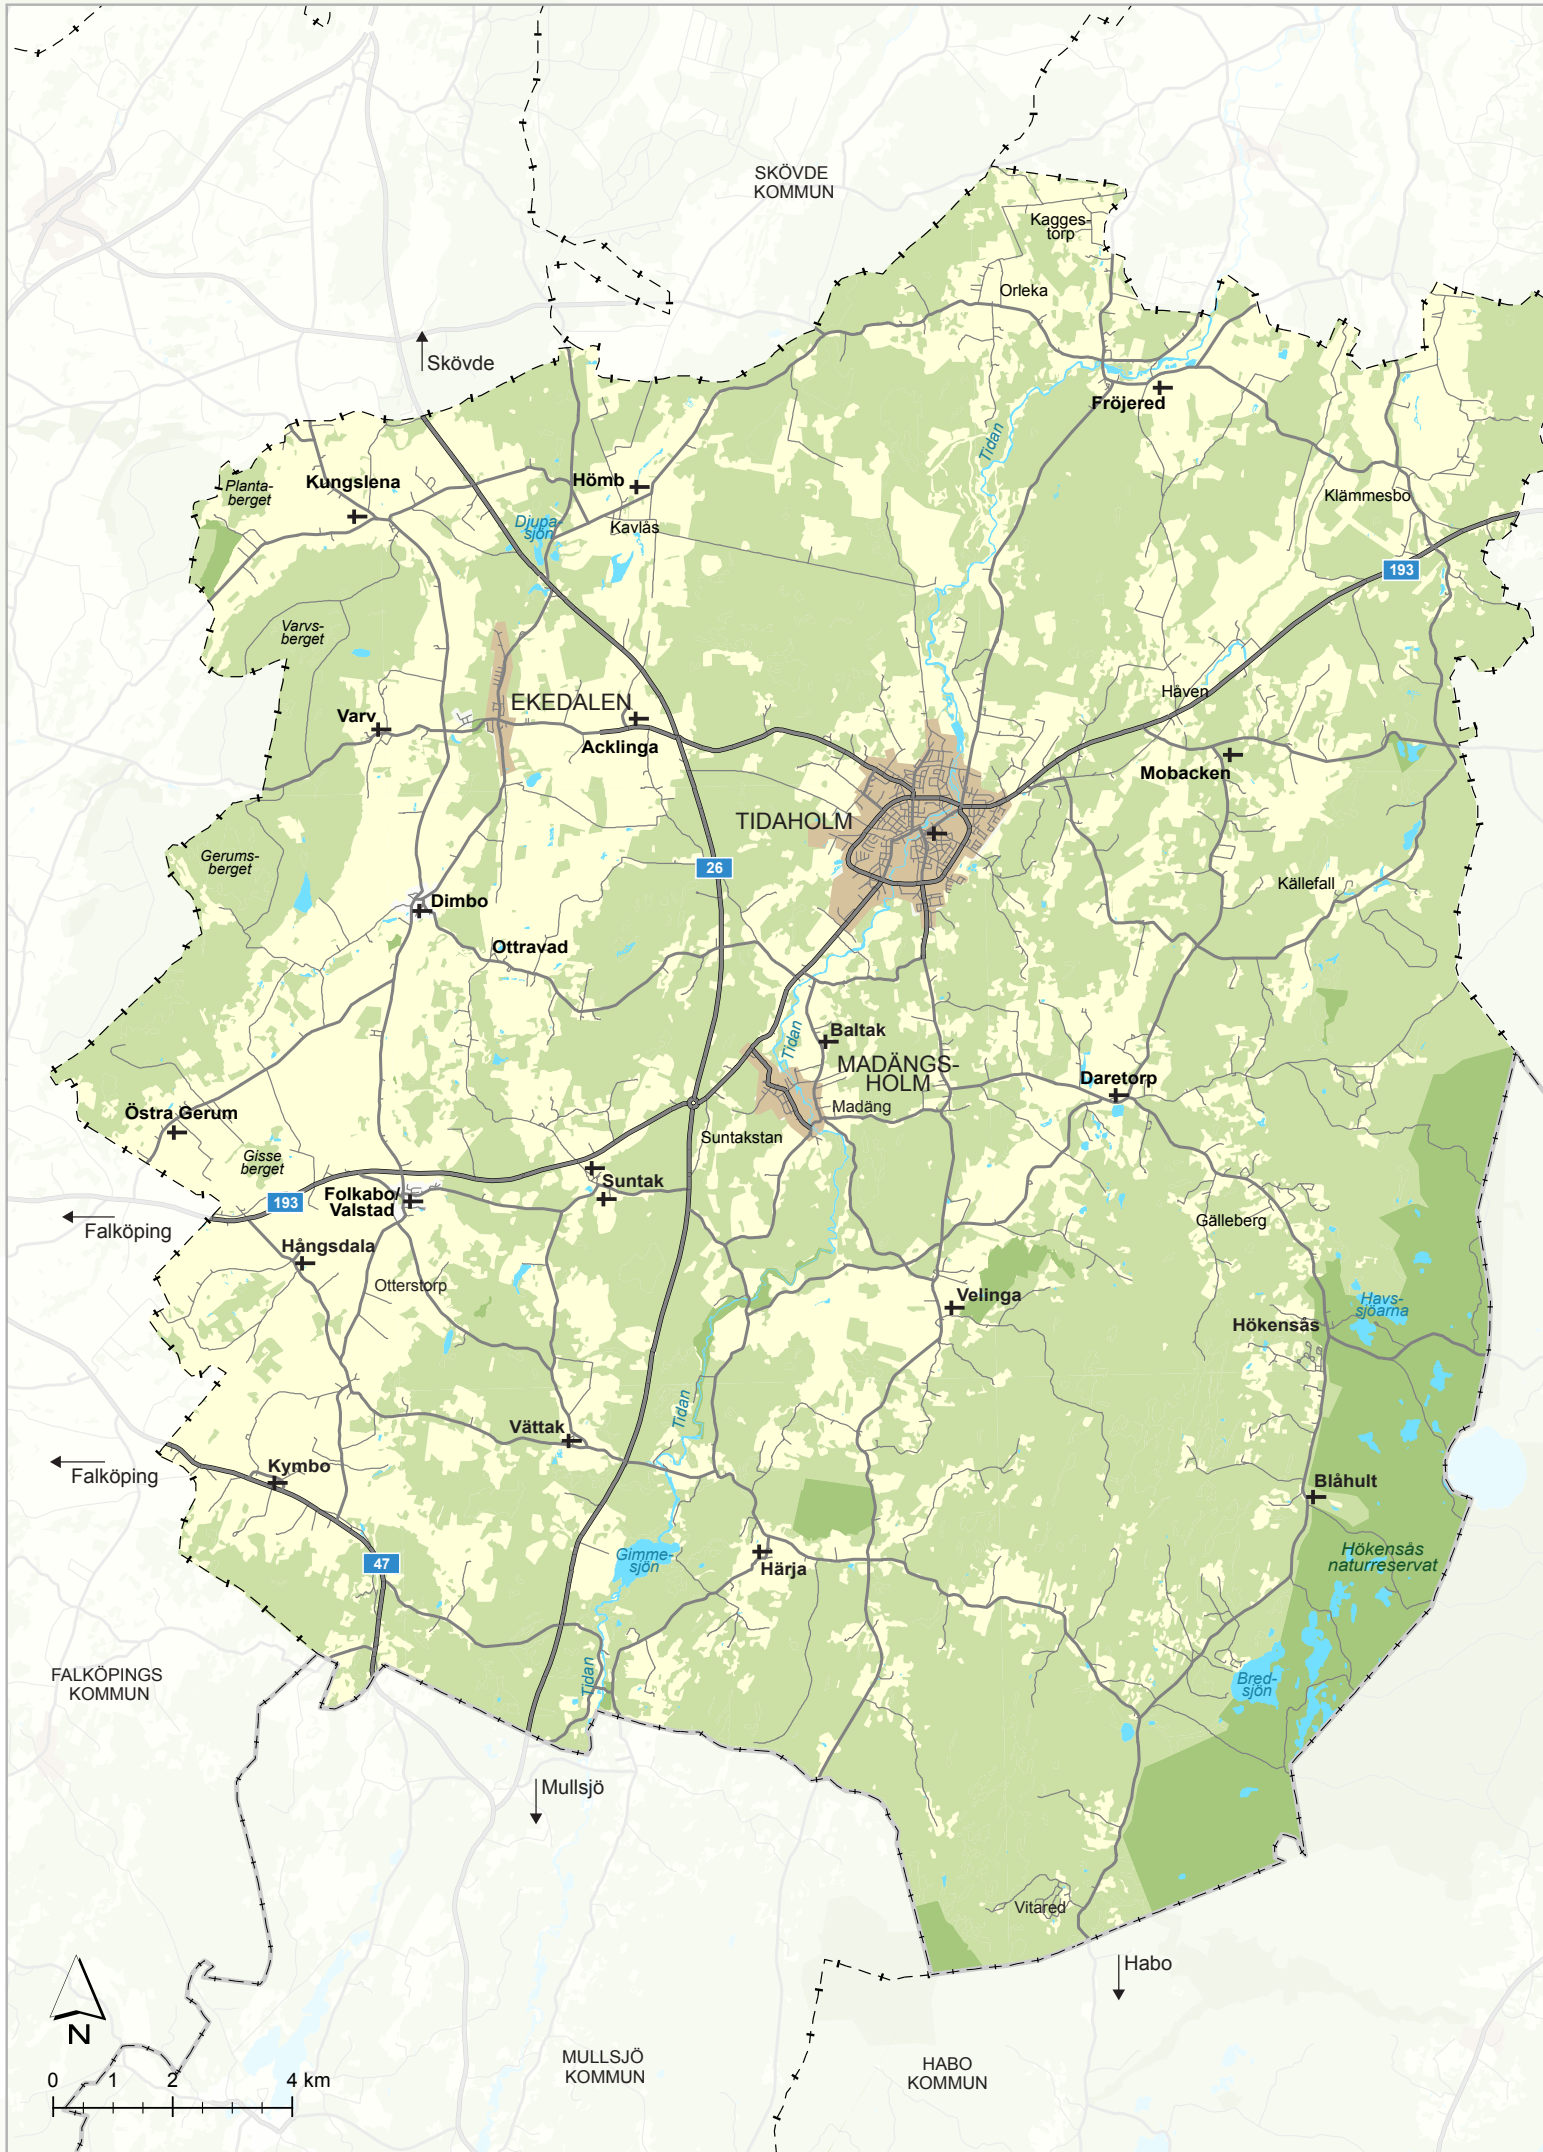 SKÖVDE
KOMMUN
Kagges-
torp
Orleka
Skövde
Fröjered
Tidan
Planta-
berget
Kungslena
Hömb
Klämmesbo
Djupa-
sjön
Kavlås
193
Varvs-
berget
Håven
EKEDALEN
Varv
Acklinga
Mobacken
TIDAHOLM
Gerums-
berget
26
Källefall
Dimbo
Ottravad
Tidan
Baltak
MADÄNGS-
HOLM
Daretorp
Madäng
Östra Gerum
Suntakstan
Gisse
berget
Suntak
193
Folkabo/
Valstad
Falköping
Gälleberg
Hångsdala
Otterstorp
Velinga
Havs-
sjöarna
Hökensås
Tidan
Vättak
Kymbo
Falköping
Blåhult
Gimme-
sjön
Härja
47
Hökensås
naturreservat
FALKÖPINGS
KOMMUN
Tidan
Bred-
sjön
Mullsjö
Vitared
Habo
N
MULLSJÖ
KOMMUN
HABO
KOMMUN
0 1 2 4 km